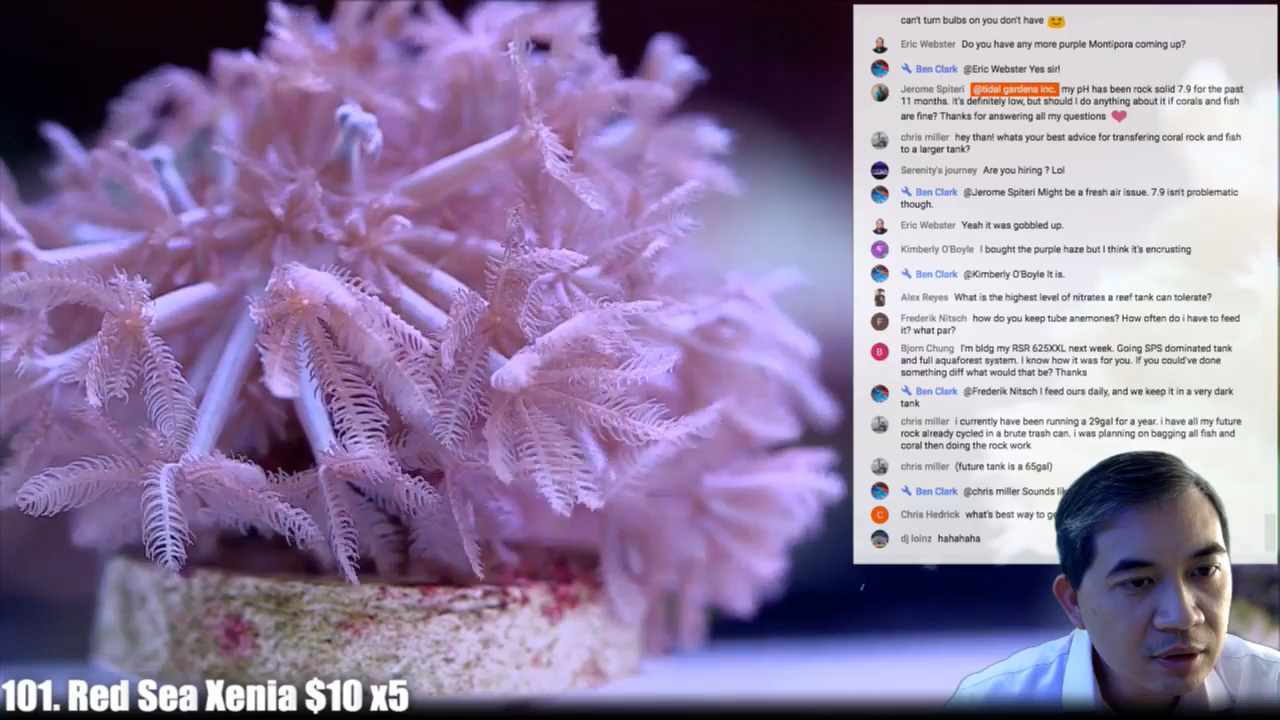 can't turn bulbs on you don't have
Eric Webster Do you have any more purple Montipora coming up?
Ben Clark @Eric Webster Yes sir!
Jerome Spiteri @tidal gardens inc. my pH has been rock solid 7.9 for the past
11 months. It's definitely low, but should I do anything about it if corals and fish
are fine? Thanks for answering all my questions
chris miller hey than! whats your best advice for transfering coral rock and fish
to a larger tank?
Serenity's journey Are you hiring ? Lol
Ben Clark @Jerome Spiteri Might be a fresh air issue. 7.9 isn't problematic
though.
Eric Webster Yeah it was gobbled up.
Kimberly O'Boyle I bought the purple haze but I think it's encrusting
Ben Clark @Kimberly O'Boyle It is.
Alex Reyes What is the highest level of nitrates a reef tank can tolerate?
F Frederik Nitsch how do you keep tube anemones? How often do i have to feed
it? what par?
B Bjorn Chung I'm bldg my RSR 625XXL next week. Going SPS dominated tank
and full aquaforest system. I know how it was for you. If you could've done
something diff what would that be? Thanks
Ben Clark @Frederik Nitsch I feed ours daily, and we keep it in a very dark
tank
chris miller i currently have been running a 29gal for a year. i have all my future
rock already cycled in a brute trash can. i was planning on bagging all fish and
coral then doing the rock work
chris miller (future tank is a 65gal)
Ben Clark @chris miller Sounds
C Chris Hedrick what's best way to
dj loinz hahahaha
101. Red Sea Xenia $10 x5